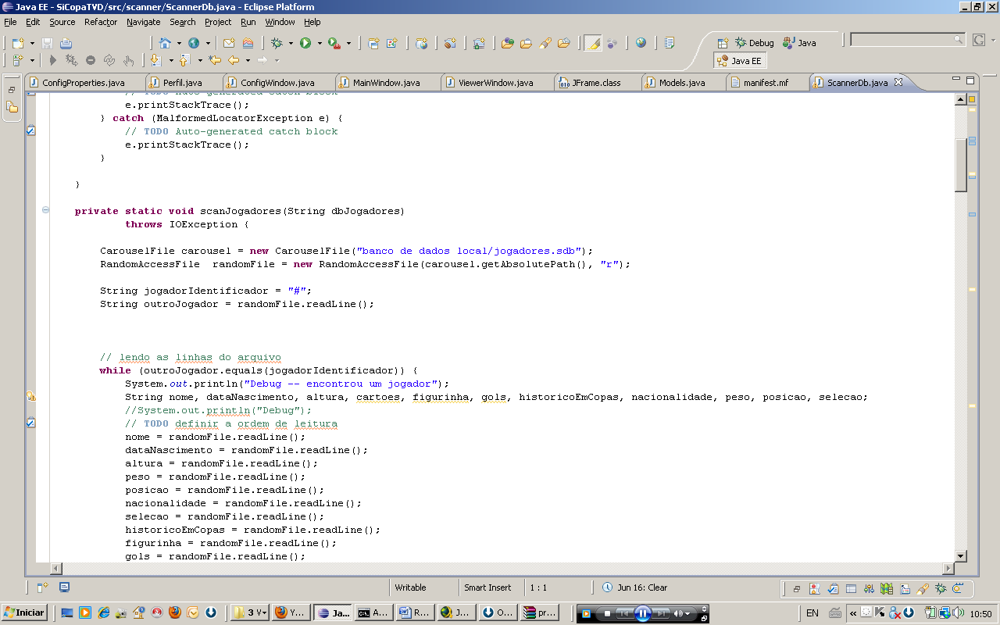 Java EE - SiCopaTVD/src/scanner/ScannerDb.java - Eclipse Platform
File Edit Source Refactor Navigate Search Project Run Window Help
Debug Java
Java EE
ConfigProperties.java Perfil.java ConfigWindow.java MainWindow.java ViewerWindow.java JFrame.class Models.java manifest.mf ScannerDb.java
// TODO Auto-generated catch block
e.printStackTrace();
} catch (MalformedLocatorException e) {
// TODO Auto-generated catch block
e.printStackTrace();
}
}
private static void scanJogadores(String dbJogadores)
throws IOException {
CarouselFile carousel = new CarouselFile("banco de dados local/jogadores.sdb");
RandomAccessFile  randomFile = new RandomAccessFile(carousel.getAbsolutePath(), "r");
String jogadorIdentificador = "#";
String outroJogador = randomFile.readLine();
// lendo as linhas do arquivo
while (outroJogador.equals(jogadorIdentificador)) {
System.out.println("Debug -- encontrou um jogador");
String nome, dataNascimento, altura, cartoes, figurinha, gols, historicoEmCopas, nacionalidade, peso, posicao, selecao;
//System.out.println("Debug");
// TODO definir a ordem de leitura
nome = randomFile.readLine();
dataNascimento = randomFile.readLine();
altura = randomFile.readLine();
peso = randomFile.readLine();
posicao = randomFile.readLine();
nacionalidade = randomFile.readLine();
selecao = randomFile.readLine();
historicoEmCopas = randomFile.readLine();
figurinha = randomFile.readLine();
gols = randomFile.readLine();
Writable Smart Insert 1 : 1 Jun 16: Clear
Iniciar 3 V Y... Ja... A... R... J... O... pr... EN « 10:50